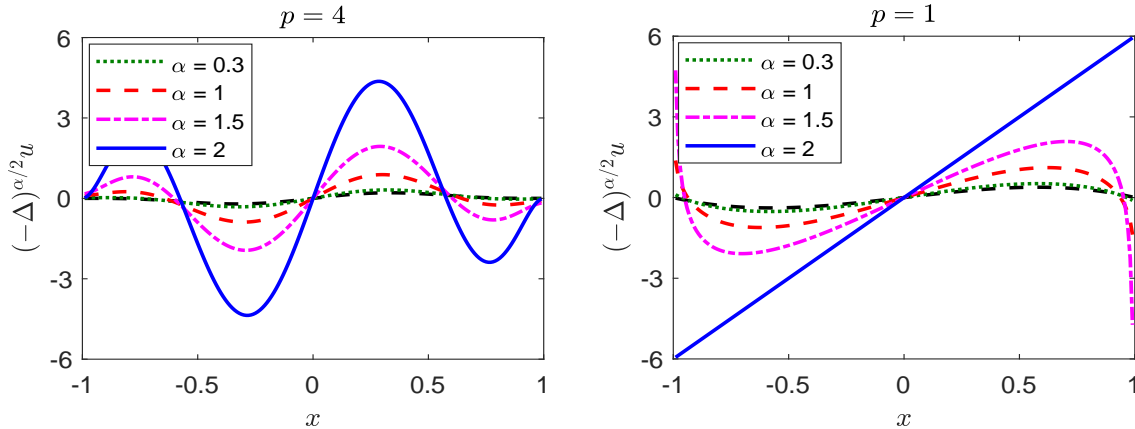 p = 4
(−Δ)^{α/2}u
6
3
0
-3
-6
α = 0.3
α = 1
α = 1.5
α = 2
-1
-0.5
0
0.5
1
x
p = 1
(−Δ)^{α/2}u
6
3
0
-3
-6
α = 0.3
α = 1
α = 1.5
α = 2
-1
-0.5
0
0.5
1
x